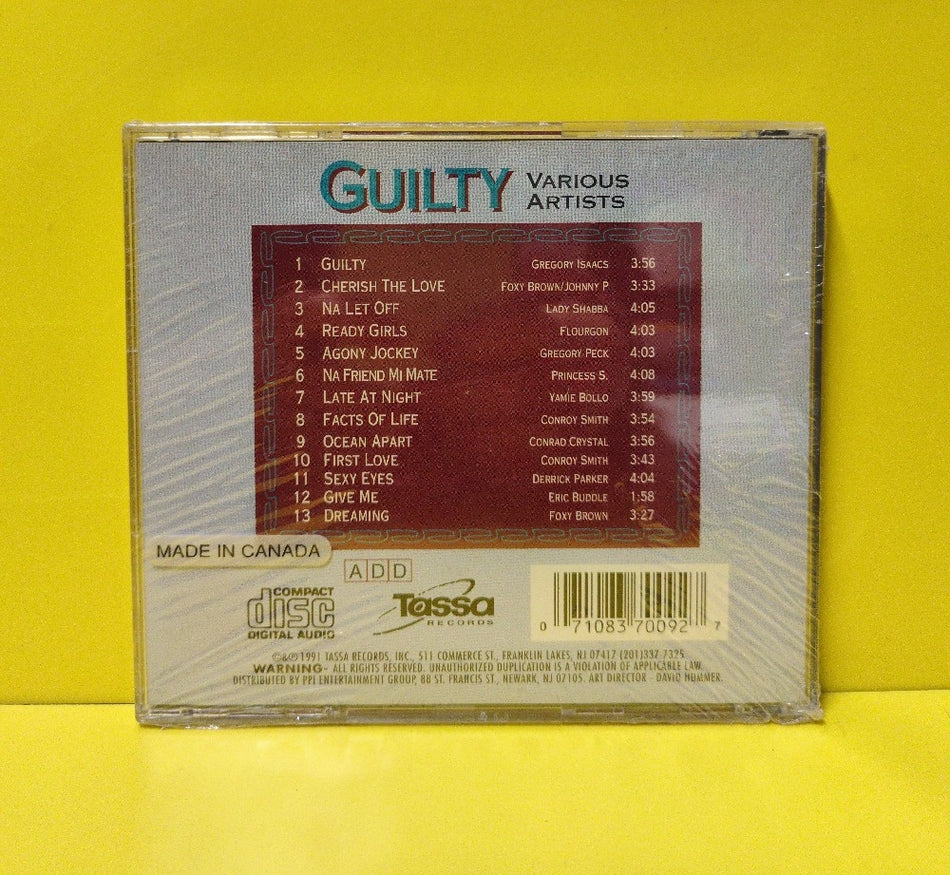 GUILTY VARIOUS ARTISTS
1 GUILTY GREGORY ISAACS 3:56
2 CHERISH THE LOVE FOXY BROWN/JOHNNY P 3:33
3 NA LET OFF LADY SHABBA 4:05
4 READY GIRLS FLOURGON 4:03
5 AGONY JOCKEY GREGORY PECK 4:03
6 NA FRIEND MI MATE PRINCESS S. 4:08
7 LATE AT NIGHT YAMIE BOLLO 3:59
8 FACTS OF LIFE CONROY SMITH 3:54
9 OCEAN APART CONRAD CRYSTAL 3:56
10 FIRST LOVE CONROY SMITH 3:43
11 SEXY EYES DERRICK PARKER 4:04
12 GIVE ME ERIC BUDDLE 1:58
13 DREAMING FOXY BROWN 3:27
MADE IN CANADA
ADD
COMPACT disc DIGITAL AUDIO
Tassa RECORDS
0 71083 70092 7
©&℗1991 TASSA RECORDS, INC., 511 COMMERCE ST., FRANKLIN LAKES, NJ 07417 (201)337-7325.
WARNING- ALL RIGHTS RESERVED. UNAUTHORIZED DUPLICATION IS A VIOLATION OF APPLICABLE LAW.
DISTRIBUTED BY PPI ENTERTAINMENT GROUP, 88 ST. FRANCIS ST., NEWARK, NJ 07105. ART DIRECTOR - DAVID HUMMER.